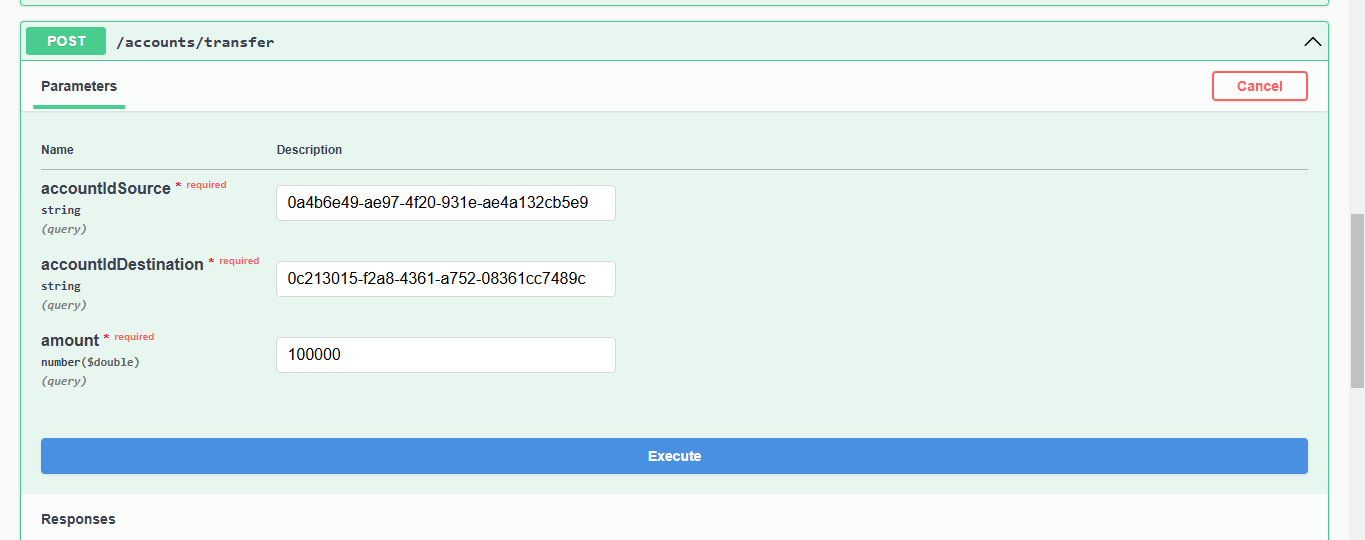 POST /accounts/transfer
Parameters
Cancel
Name Description
accountIdSource * required
string
(query)
0a4b6e49-ae97-4f20-931e-ae4a132cb5e9
accountIdDestination * required
string
(query)
0c213015-f2a8-4361-a752-08361cc7489c
amount * required
number($double)
(query)
100000
Execute
Responses